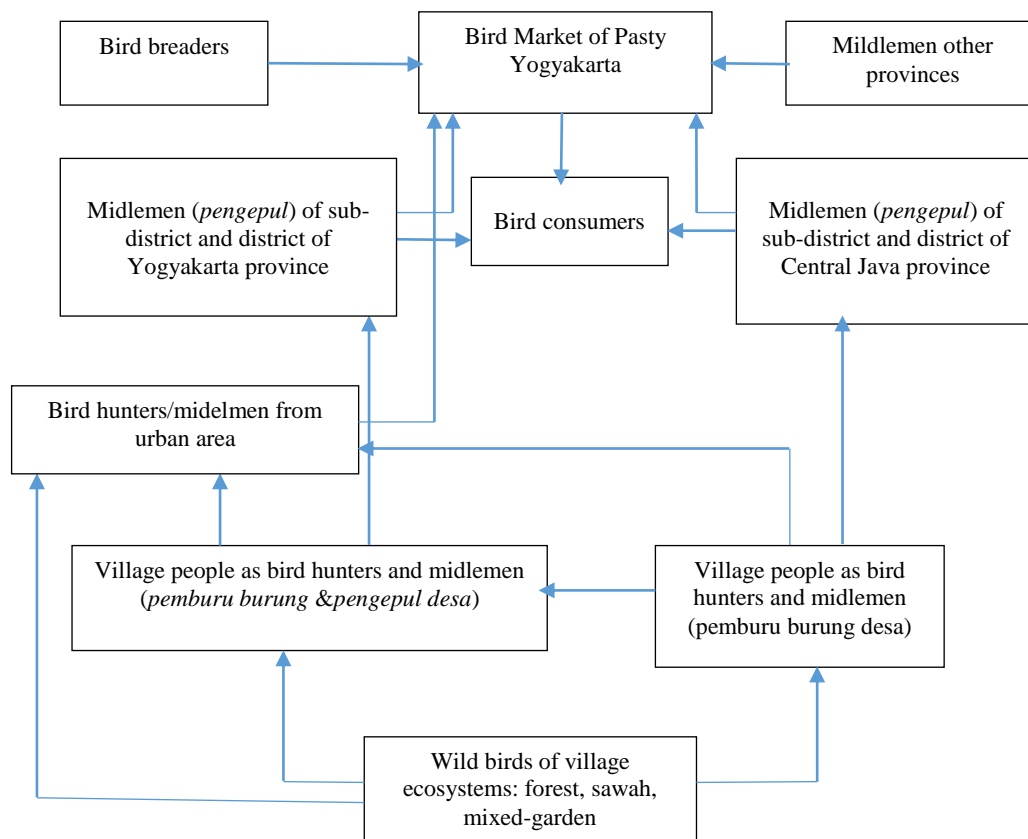 Bird breaders
Bird Market of Pasty
Yogyakarta
Mildlemen other
provinces
Midlemen (pengepul) of sub-
district and district of
Yogyakarta province
Bird consumers
Midlemen (pengepul) of
sub-district and district of
Central Java province
Bird hunters/midelmen from
urban area
Village people as bird hunters and midlemen
(pemburu burung &pengepul desa)
Village people as bird
hunters and midlemen
(pemburu burung desa)
Wild birds of village
ecosystems: forest, sawah,
mixed-garden